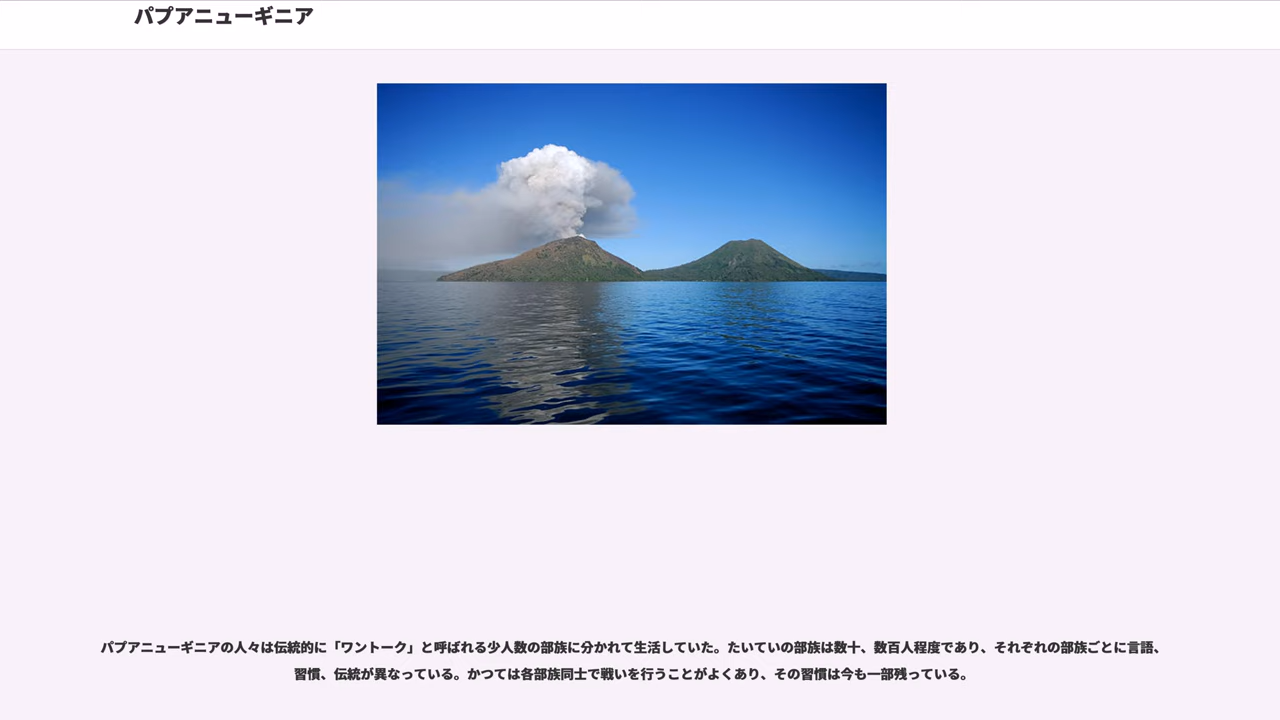 パプアニューギニア
パプアニューギニアの人々は伝統的に「ワントーク」と呼ばれる少人数の部族に分かれて生活していた。たいていの部族は数十、数百人程度であり、それぞれの部族ごとに言語、
習慣、伝統が異なっている。かつては各部族同士で戦いを行うことがよくあり、その習慣は今も一部残っている。